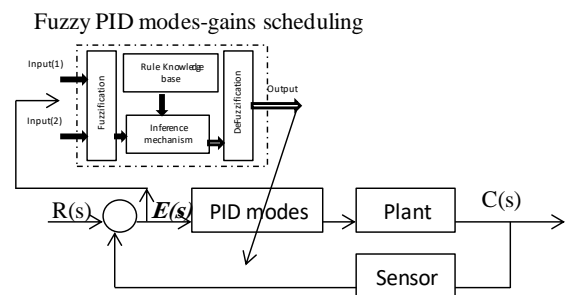 Fuzzy PID modes-gains scheduling
Input(1)
Input(2)
Fuzzification
Rule Knowledge
base
Inference
mechanism
Defuzzification
Output
R(s)
E(s)
PID modes
Plant
C(s)
Sensor